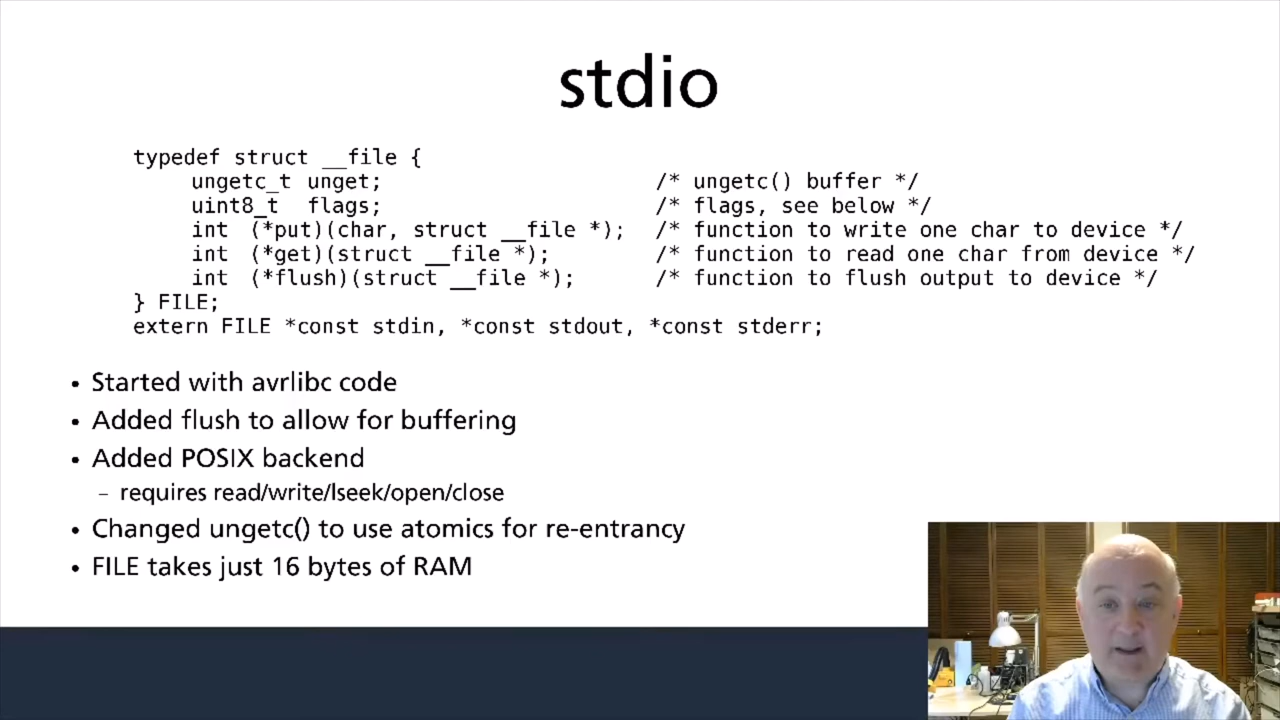 stdio
typedef struct __file {
ungetc_t unget; /* ungetc() buffer */
uint8_t flags; /* flags, see below */
int (*put)(char, struct __file *); /* function to write one char to device */
int (*get)(struct __file *); /* function to read one char from device */
int (*flush)(struct __file *); /* function to flush output to device */
} FILE;
extern FILE *const stdin, *const stdout, *const stderr;
• Started with avrlibc code
• Added flush to allow for buffering
• Added POSIX backend
– requires read/write/lseek/open/close
• Changed ungetc() to use atomics for re-entrancy
• FILE takes just 16 bytes of RAM